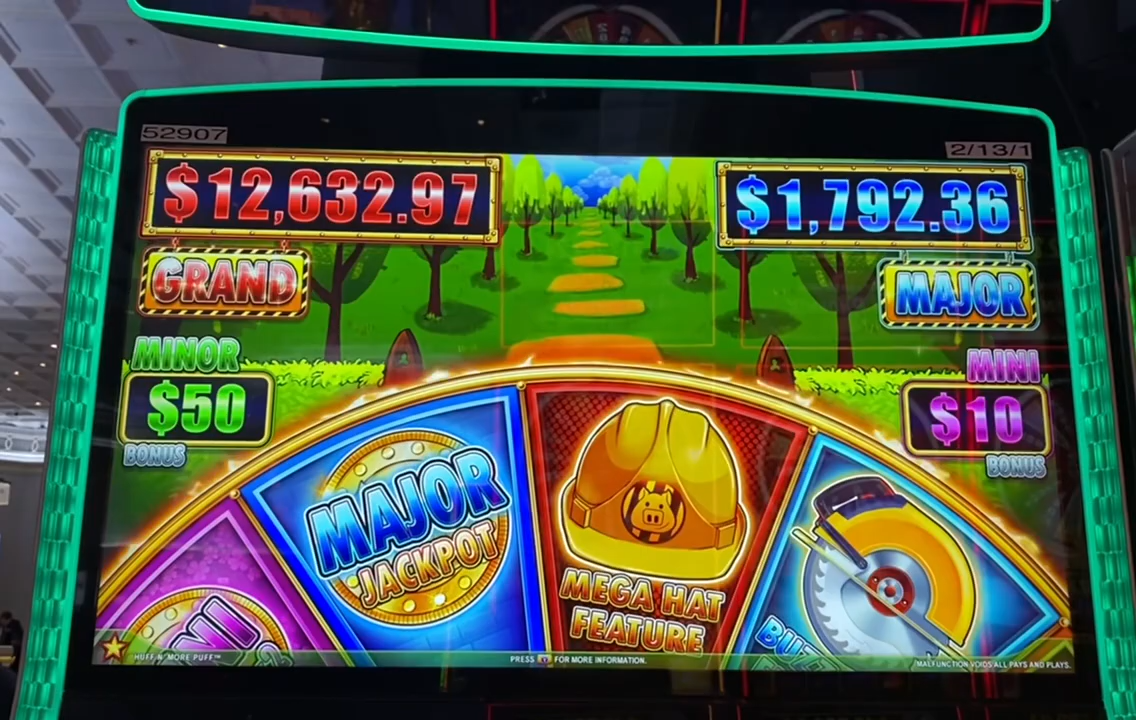 52907
2/13/1
$12,632.97
$1,792.36
GRAND
MAJOR
MINOR
$50
BONUS
MINI
$10
BONUS
MAJOR
JACKPOT
MEGA HAT
FEATURE
HUFF N' MORE PUFF™
PRESS FOR MORE INFORMATION.
MALFUNCTION VOIDS ALL PAYS AND PLAYS.